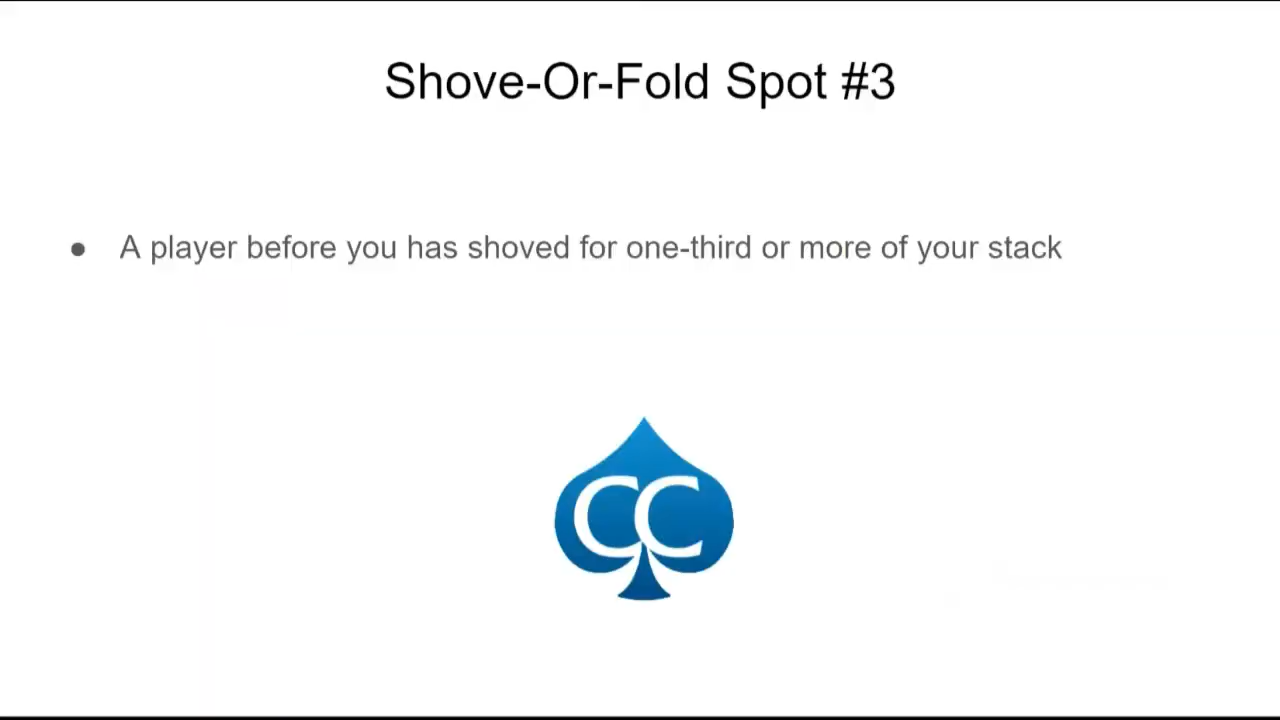 Shove-Or-Fold Spot #3
● A player before you has shoved for one-third or more of your stack
CC